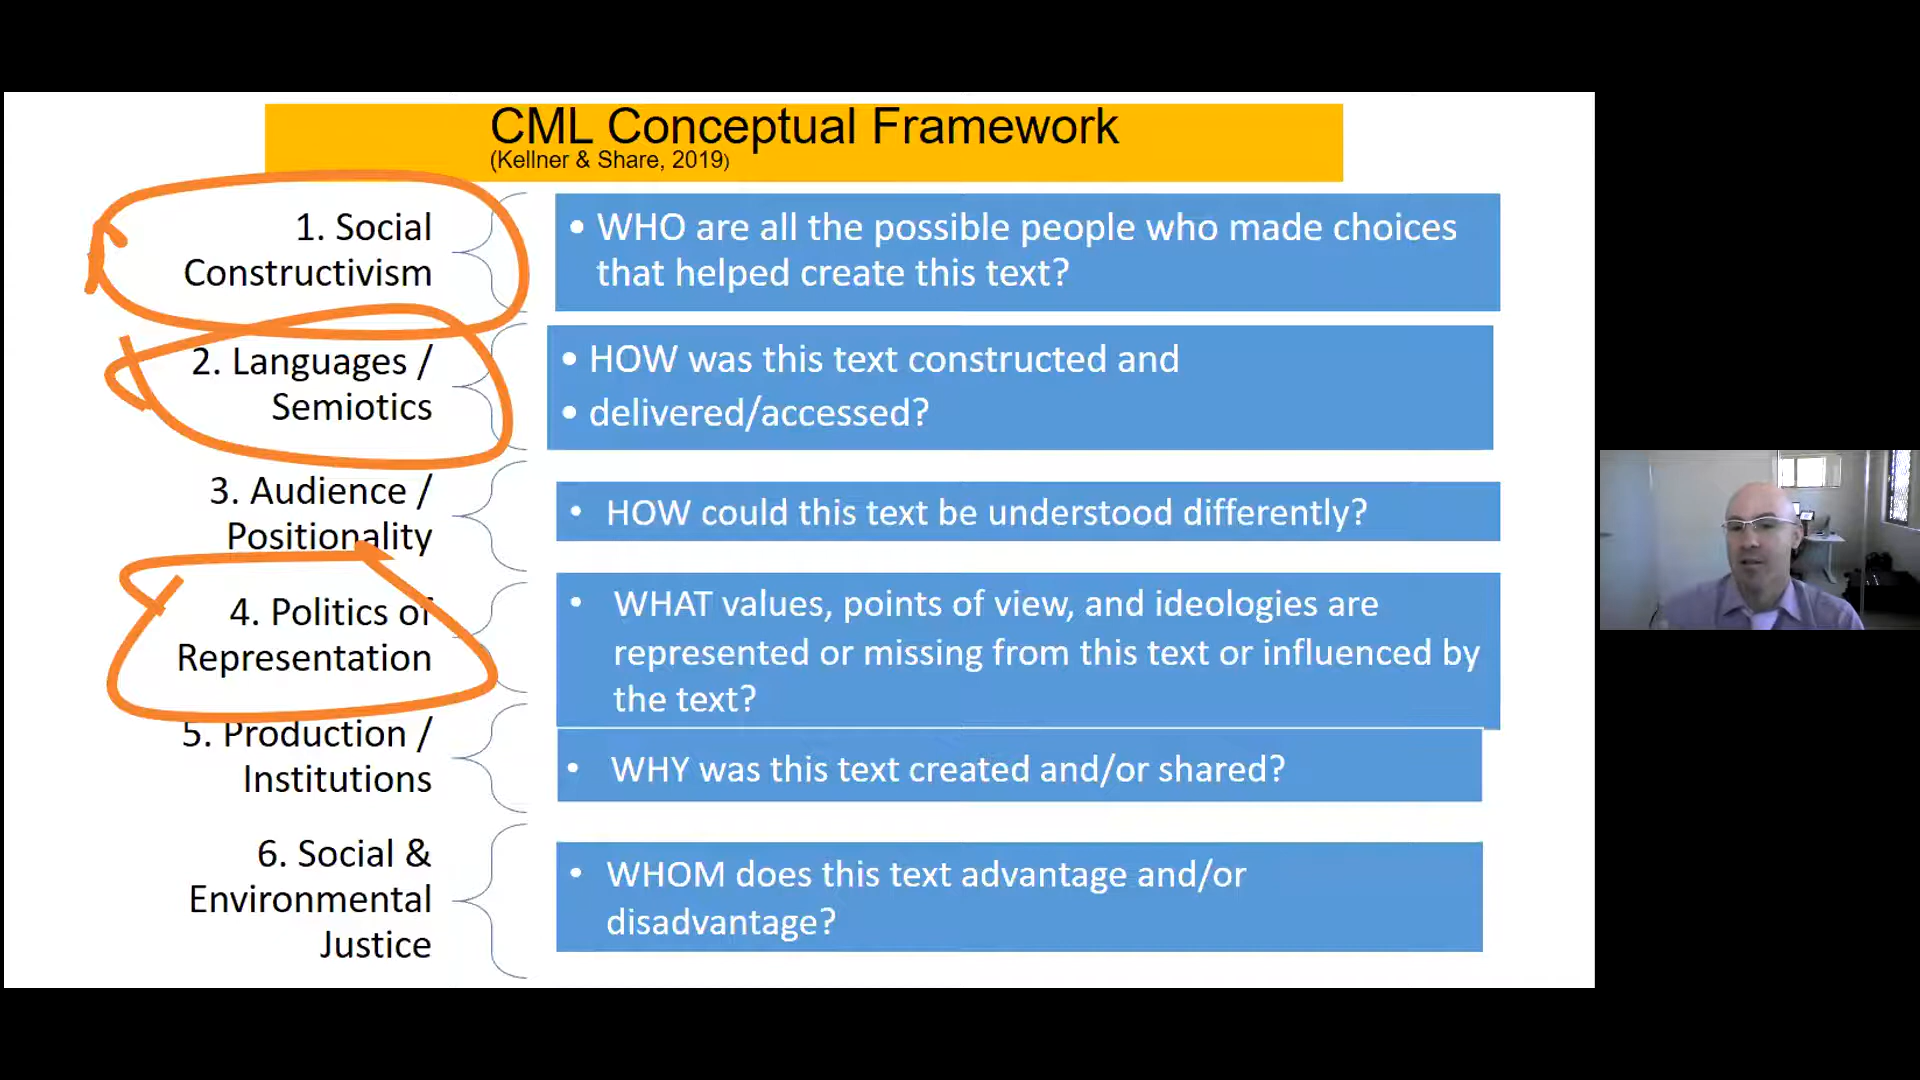 CML Conceptual Framework
(Kellner & Share, 2019)
1. Social
Constructivism
• WHO are all the possible people who made choices
that helped create this text?
2. Languages /
Semiotics
• HOW was this text constructed and
• delivered/accessed?
3. Audience /
Positionality
• HOW could this text be understood differently?
4. Politics of
Representation
• WHAT values, points of view, and ideologies are
represented or missing from this text or influenced by
the text?
5. Production /
Institutions
• WHY was this text created and/or shared?
6. Social &
Environmental
Justice
• WHOM does this text advantage and/or
disadvantage?